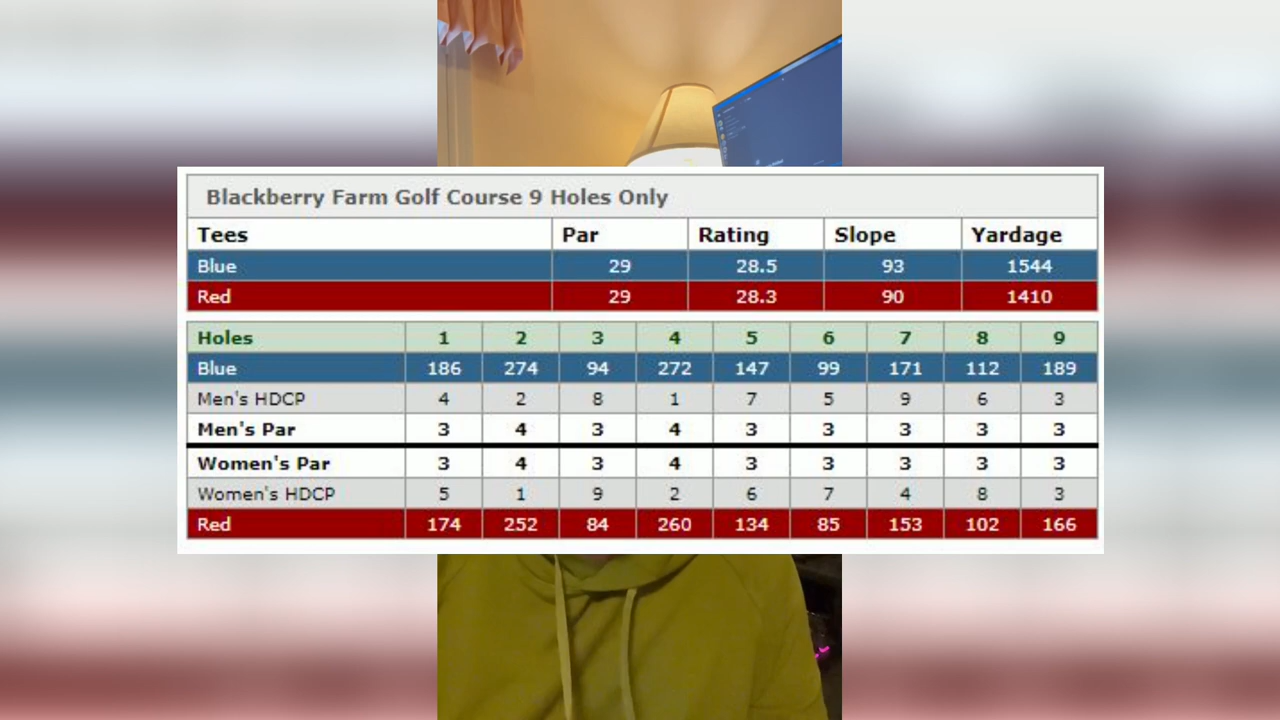 Blackberry Farm Golf Course 9 Holes Only
Tees Par Rating Slope Yardage
Blue 29 28.5 93 1544
Red 29 28.3 90 1410
Holes 1 2 3 4 5 6 7 8 9
Blue 186 274 94 272 147 99 171 112 189
Men's HDCP 4 2 8 1 7 5 9 6 3
Men's Par 3 4 3 4 3 3 3 3 3
Women's Par 3 4 3 4 3 3 3 3 3
Women's HDCP 5 1 9 2 6 7 4 8 3
Red 174 252 84 260 134 85 153 102 166